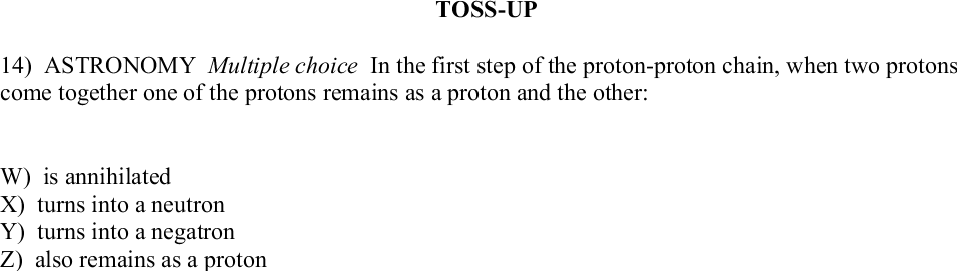 TOSS-UP
14) ASTRONOMY Multiple choice In the first step of the proton-proton chain, when two protons
come together one of the protons remains as a proton and the other:
W) is annihilated
X) turns into a neutron
Y) turns into a negatron
Z) also remains as a proton